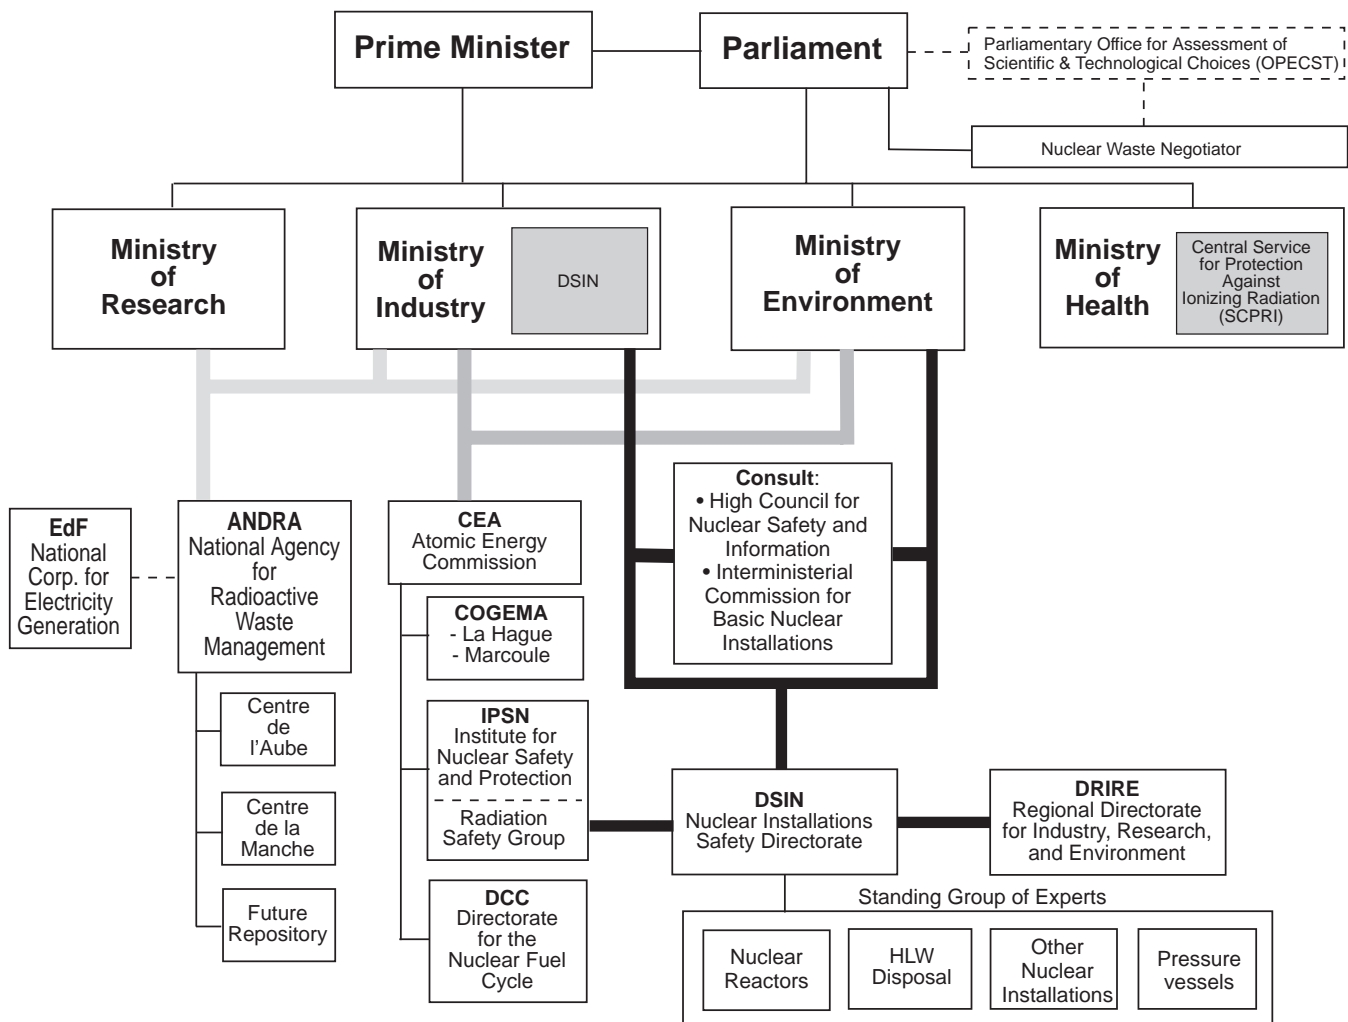 Prime Minister
Parliament
Parliamentary Office for Assessment of
Scientific & Technological Choices (OPECST)
Nuclear Waste Negotiator
Ministry
of
Research
Ministry
of
Industry
DSIN
Ministry
of
Environment
Ministry
of
Health
Central Service
for Protection
Against
Ionizing Radiation
(SCPRI)
EdF
National
Corp. for
Electricity
Generation
ANDRA
National Agency
for
Radioactive
Waste
Management
Centre
de
l'Aube
Centre
de la
Manche
Future
Repository
CEA
Atomic Energy
Commission
COGEMA
- La Hague
- Marcoule
IPSN
Institute for
Nuclear Safety
and Protection
Radiation
Safety Group
DCC
Directorate
for the
Nuclear Fuel
Cycle
Consult:
• High Council for
Nuclear Safety and
Information
• Interministerial
Commission for
Basic Nuclear
Installations
DSIN
Nuclear Installations
Safety Directorate
DRIRE
Regional Directorate
for Industry, Research,
and Environment
Standing Group of Experts
Nuclear
Reactors
HLW
Disposal
Other
Nuclear
Installations
Pressure
vessels